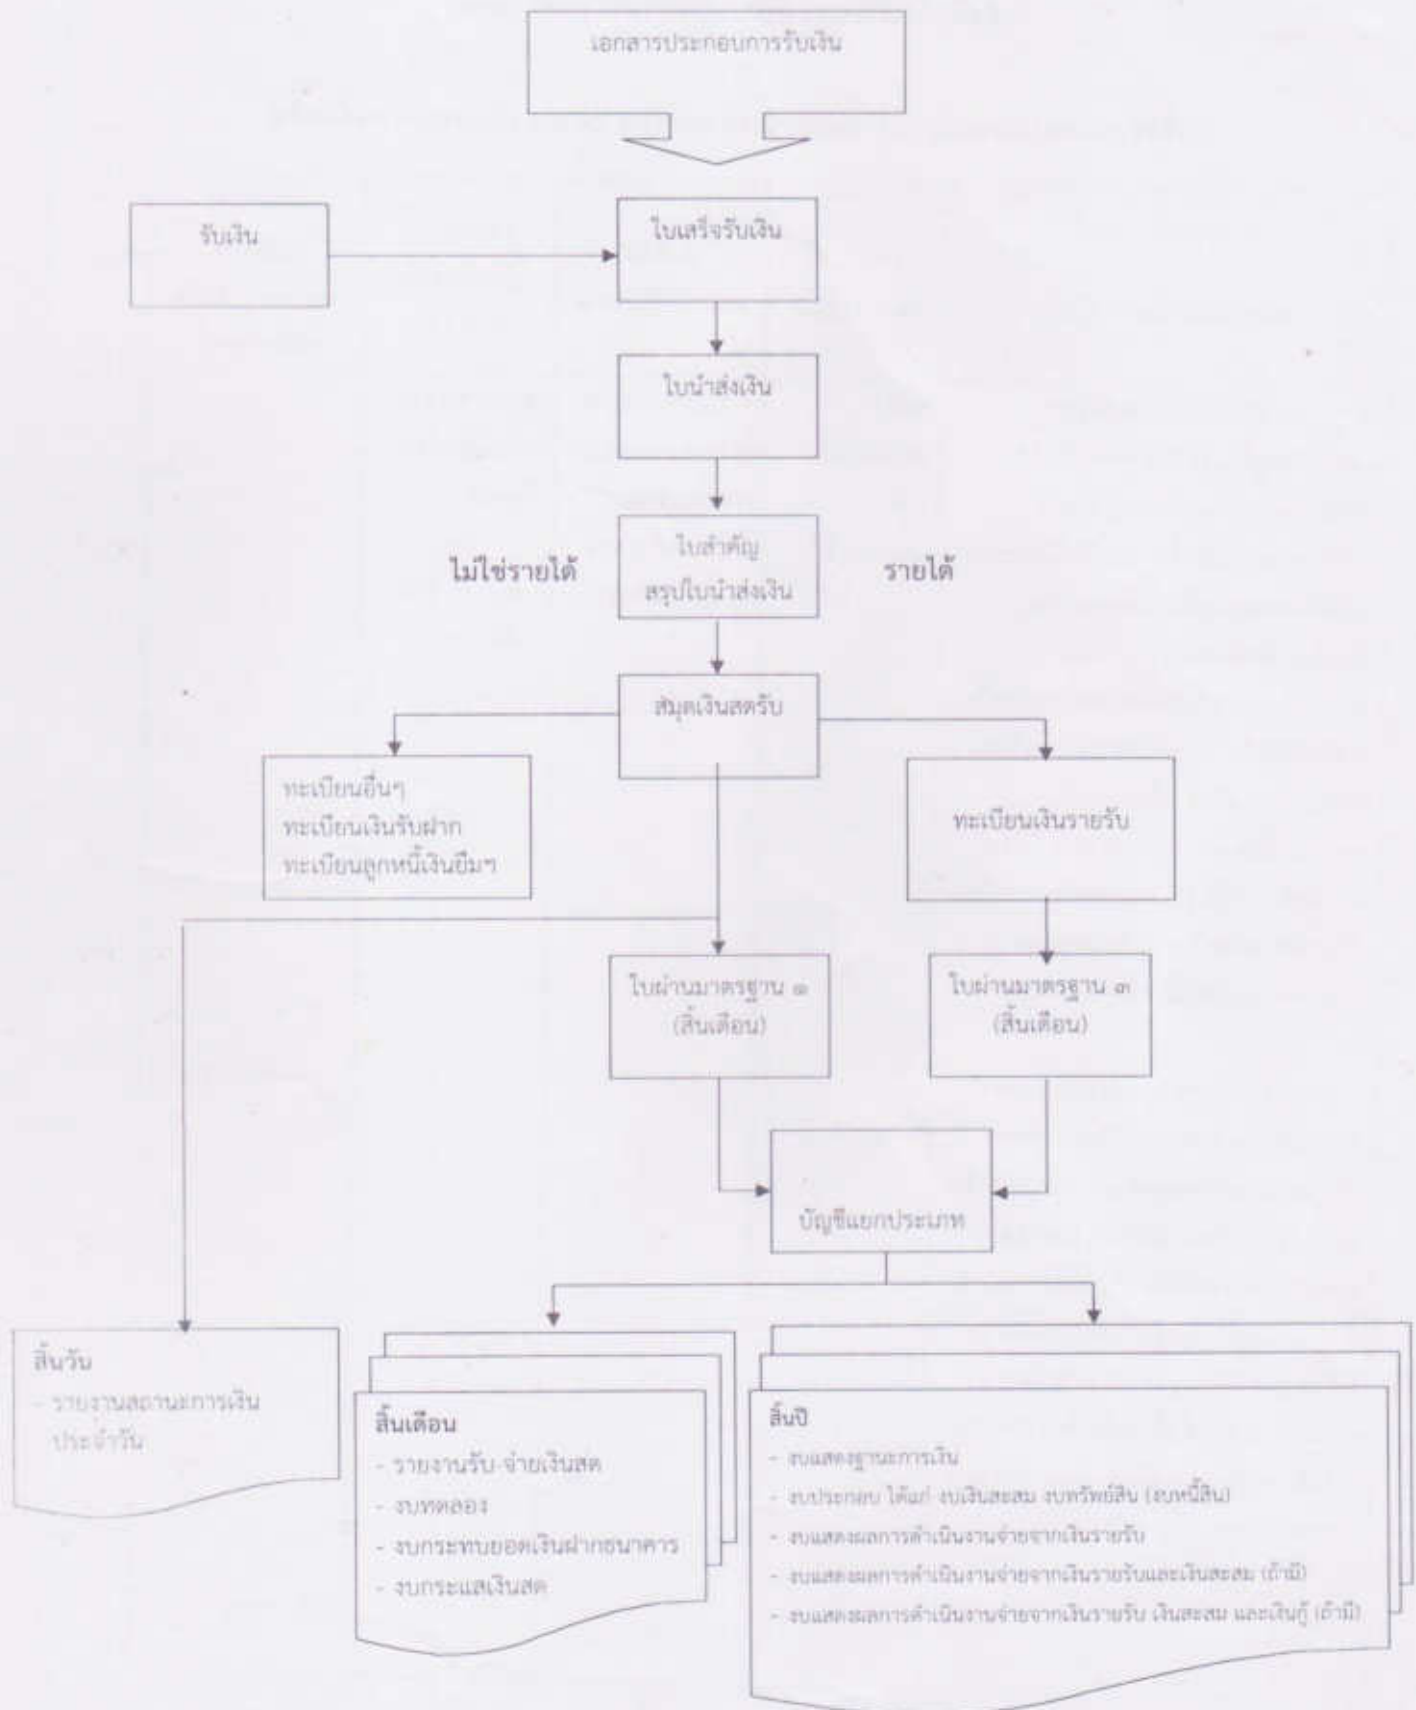 เอกสารประกอบการรับเงิน
รับเงิน
ใบเสร็จรับเงิน
ใบนำส่งเงิน
ไม่ใช่รายได้
ใบสำคัญ
สรุปใบนำส่งเงิน
รายได้
สมุดเงินสดรับ
ทะเบียนอื่นๆ
ทะเบียนเงินรับฝาก
ทะเบียนลูกหนี้เงินยืมฯ
ทะเบียนเงินรายรับ
ใบผ่านมาตรฐาน ๑
(สิ้นเดือน)
ใบผ่านมาตรฐาน ๓
(สิ้นเดือน)
บัญชีแยกประเภท
สิ้นวัน
- รายงานสถานะการเงิน
ประจำวัน
สิ้นเดือน
- รายงานรับ-จ่ายเงินสด
- งบทดลอง
- งบกระทบยอดเงินฝากธนาคาร
- งบกระแสเงินสด
สิ้นปี
- งบแสดงฐานะการเงิน
- งบประกอบ ได้แก่ งบเงินสะสม งบทรัพย์สิน (งบหนี้สิน)
- งบแสดงผลการดำเนินงานจ่ายจากเงินรายรับ
- งบแสดงผลการดำเนินงานจ่ายจากเงินรายรับและเงินสะสม (ถ้ามี)
- งบแสดงผลการดำเนินงานจ่ายจากเงินรายรับ เงินสะสม และเงินกู้ (ถ้ามี)